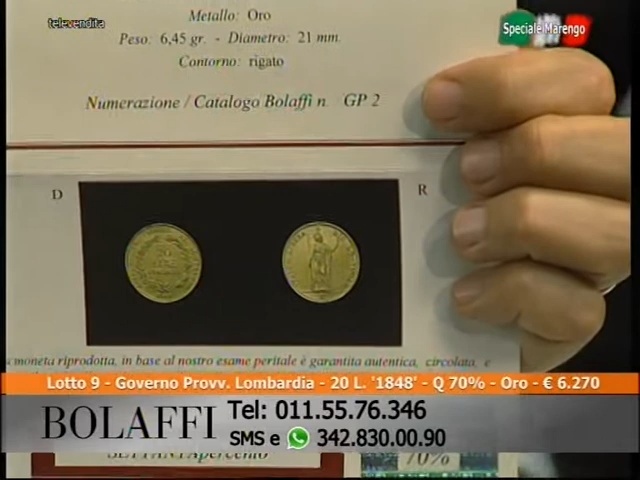 televendita
Metallo: Oro
Speciale Marengo
Peso: 6,45 gr. - Diametro: 21 mm.
Contorno: rigato
Numerazione / Catalogo Bolaffi n GP 2
D
R
moneta riprodotta, in base al nostro esame peritale è garantita autentica, circolata, e
Lotto 9 - Governo Provv. Lombardia - 20 L. '1848' - Q 70% - Oro - € 6.270
BOLAFFI
Tel: 011.55.76.346
SMS e 342.830.00.90
SETTANTApercento
70%